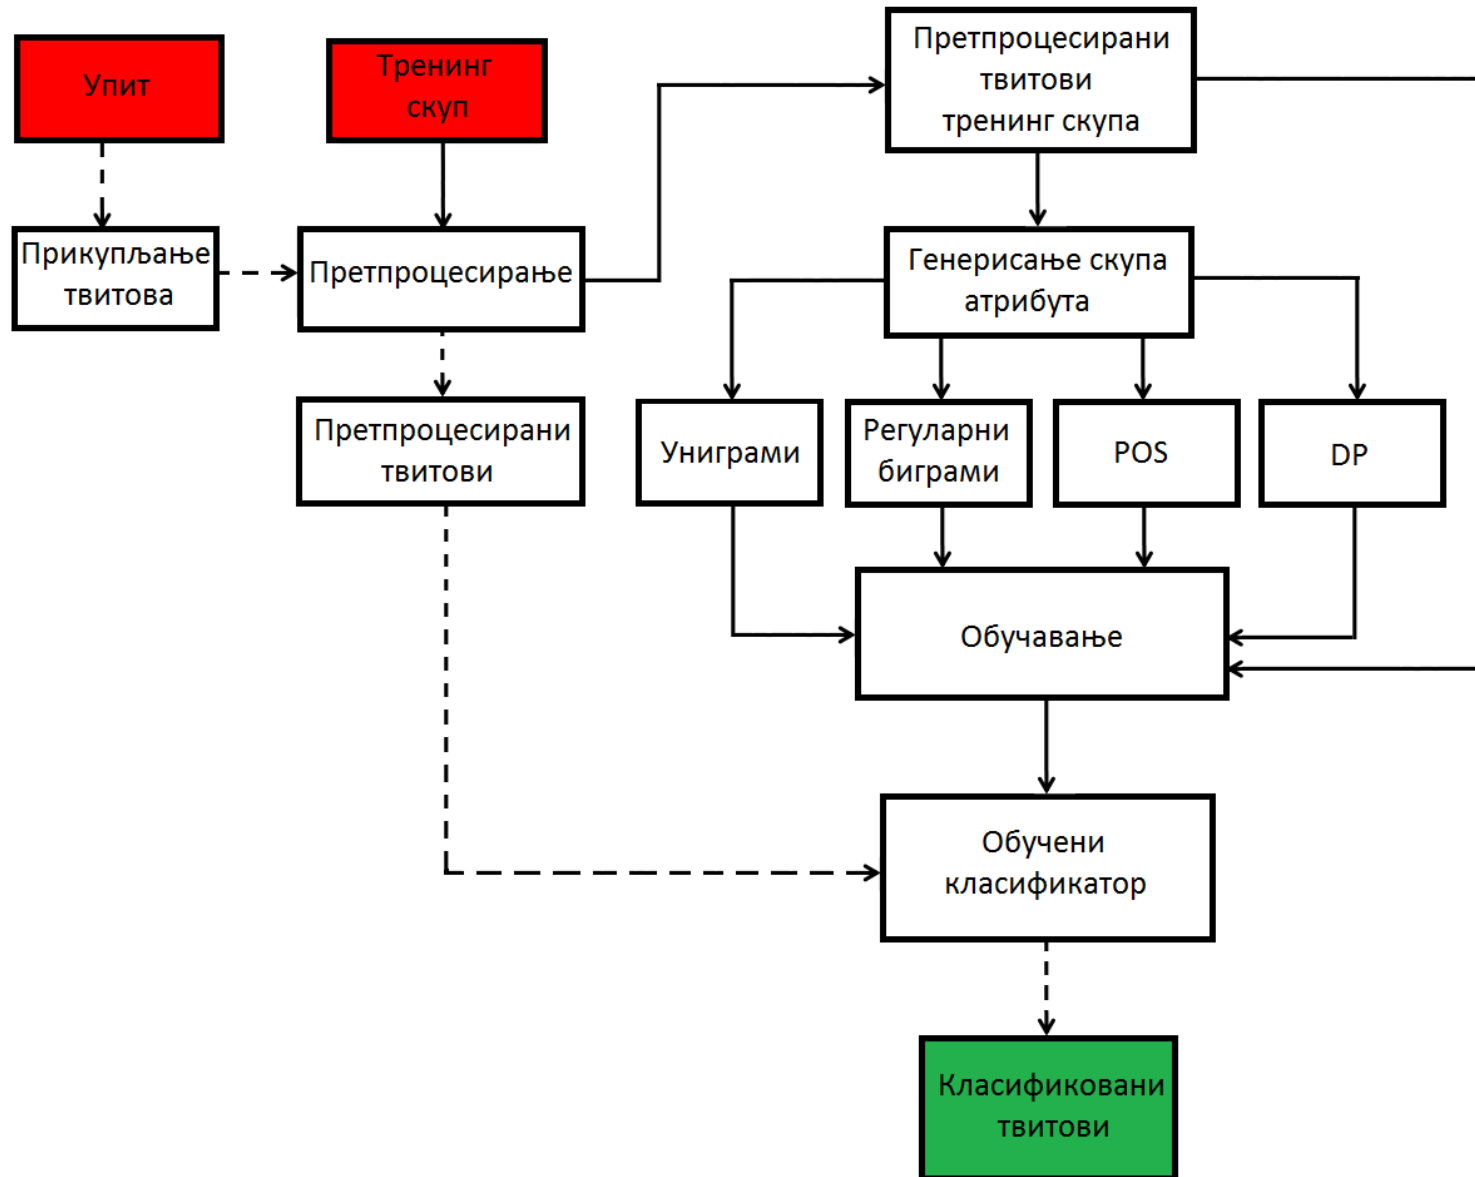 Упит
Тренинг
скуп
Претпроцесирани
твитови
тренинг скупа
Прикупљање
твитова
Претпроцесирање
Генерисање скупа
атрибута
Претпроцесирани
твитови
Униграми
Регуларни
биграми
POS
DP
Обучавање
Обучени
класификатор
Класификовани
твитови